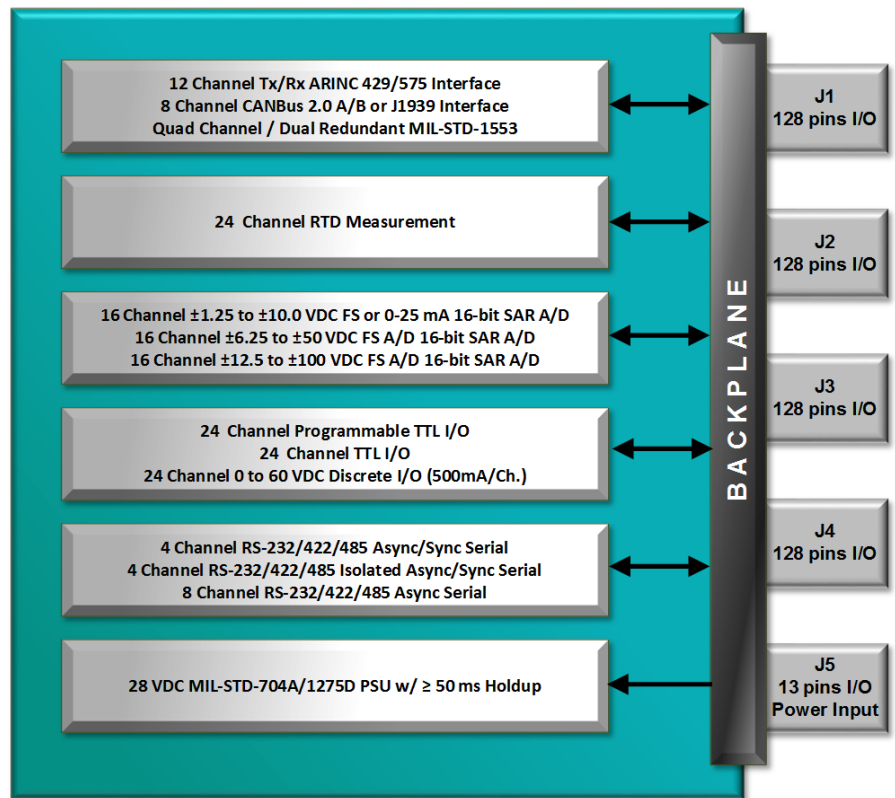 12 Channel Tx/Rx ARINC 429/575 Interface
8 Channel CANBus 2.0 A/B or J1939 Interface
Quad Channel / Dual Redundant MIL-STD-1553
24 Channel RTD Measurement
16 Channel ±1.25 to ±10.0 VDC FS or 0-25 mA 16-bit SAR A/D
16 Channel ±6.25 to ±50 VDC FS A/D 16-bit SAR A/D
16 Channel ±12.5 to ±100 VDC FS A/D 16-bit SAR A/D
24 Channel Programmable TTL I/O
24 Channel TTL I/O
24 Channel 0 to 60 VDC Discrete I/O (500mA/Ch.)
4 Channel RS-232/422/485 Async/Sync Serial
4 Channel RS-232/422/485 Isolated Async/Sync Serial
8 Channel RS-232/422/485 Async Serial
28 VDC MIL-STD-704A/1275D PSU w/ ≥ 50 ms Holdup
BACKPLANE
J1
128 pins I/O
J2
128 pins I/O
J3
128 pins I/O
J4
128 pins I/O
J5
13 pins I/O
Power Input